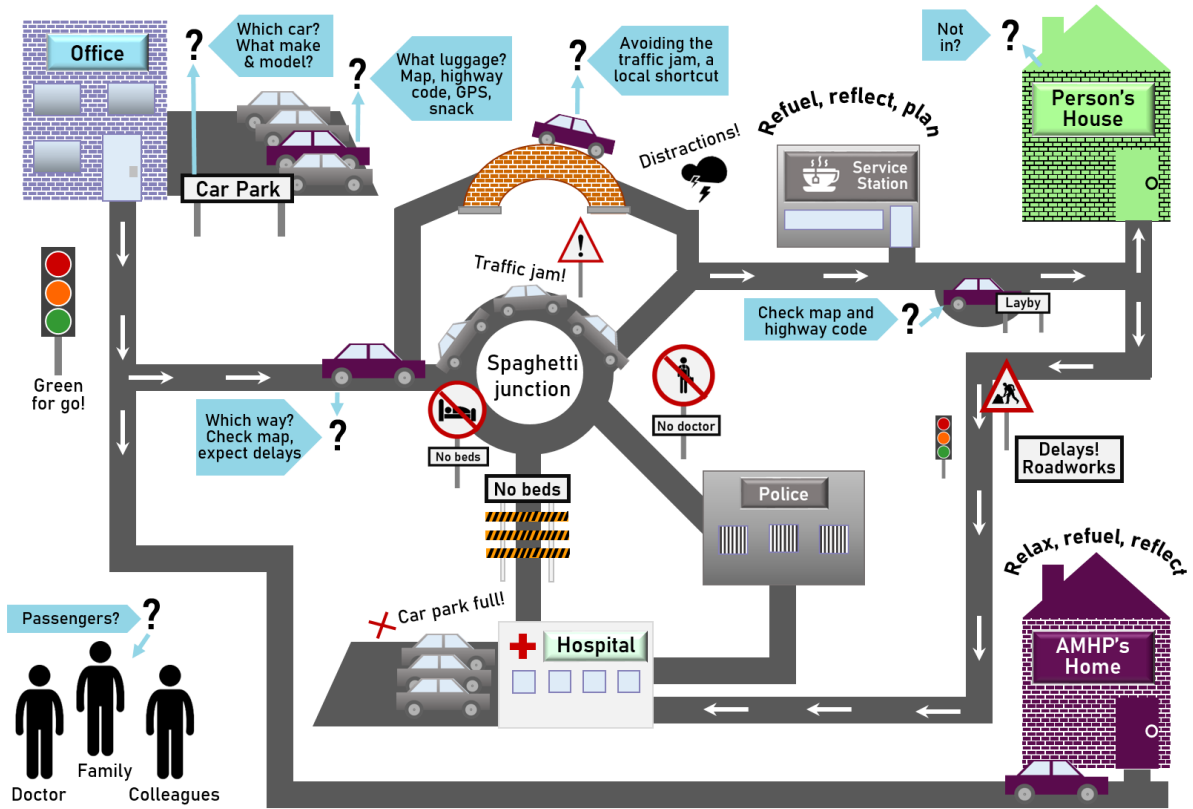 Office
Which car?
What make
& model?
?
What luggage?
Map, highway
code, GPS,
snack
?
Avoiding the
traffic jam, a
local shortcut
?
Not
in?
?
Person's
House
Refuel, reflect, plan
Service
Station
Distractions!
Car Park
!
Traffic jam!
Check map and
highway code
?
Layby
Green
for go!
Spaghetti
junction
Which way?
Check map,
expect delays
?
No beds
No doctor
No beds
Delays!
Roadworks
Police
Relax, refuel, reflect
Passengers?
?
Car park full!
Hospital
AMHP's
Home
Family
Doctor
Colleagues